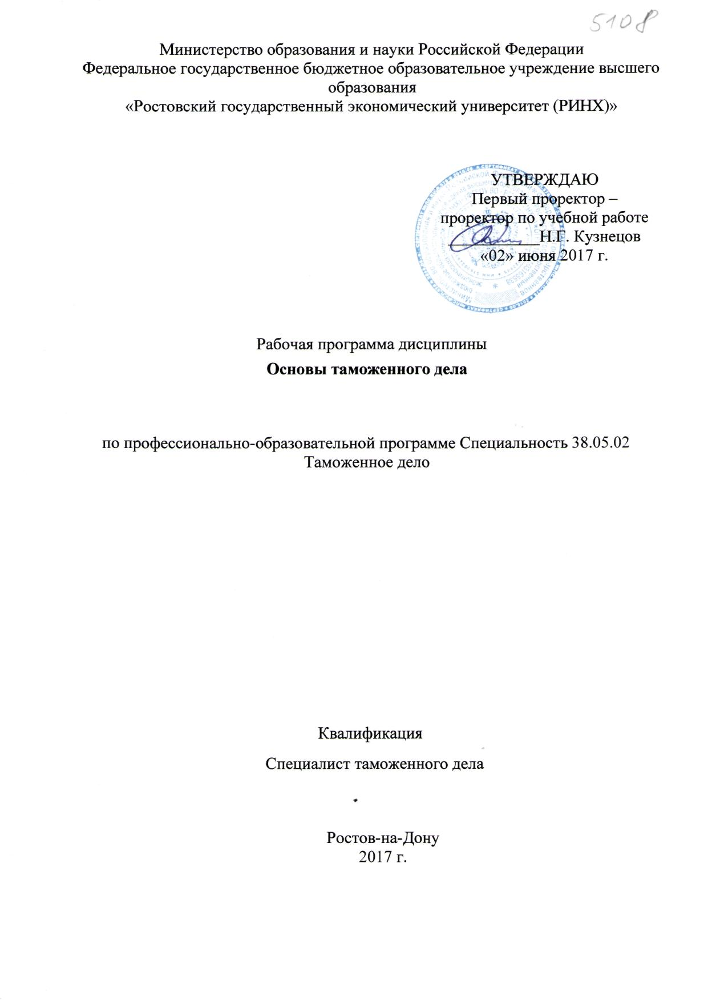 5108
Министерство образования и науки Российской Федерации
Федеральное государственное бюджетное образовательное учреждение высшего
образования
«Ростовский государственный экономический университет (РИНХ)»
УТВЕРЖДАЮ
Первый проректор –
проректор по учебной работе
Н.Г. Кузнецов
«02» июня 2017 г.
Рабочая программа дисциплины
Основы таможенного дела
по профессионально-образовательной программе Специальность 38.05.02
Таможенное дело
Квалификация
Специалист таможенного дела
Ростов-на-Дону
2017 г.